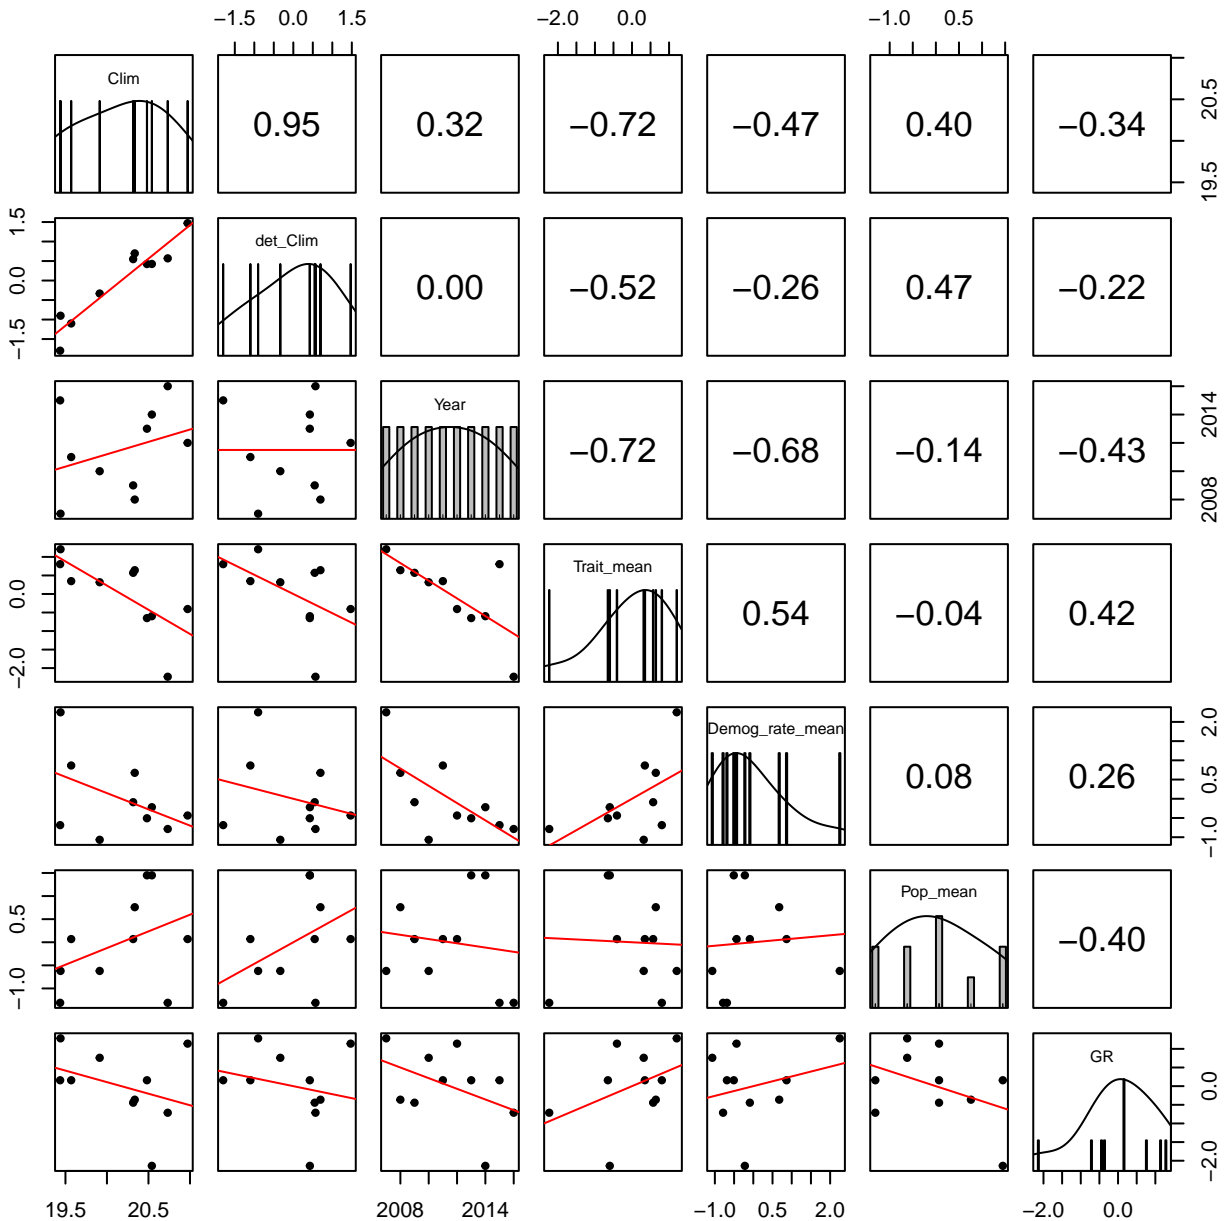 −1.5 0.0 1.5 −2.0 0.0 −1.0 0.5
Clim 0.95 0.32 −0.72 −0.47 0.40 −0.34 19.5 20.5
−1.5 0.0 1.5 det_Clim 0.00 −0.52 −0.26 0.47 −0.22
Year −0.72 −0.68 −0.14 −0.43 2008 2014
−2.0 0.0 Trait_mean 0.54 −0.04 0.42
Demog_rate_mean 0.08 0.26 −1.0 0.5 2.0
−1.0 0.5 Pop_mean −0.40
GR −2.0 0.0
19.5 20.5 2008 2014 −1.0 0.5 2.0 −2.0 0.0